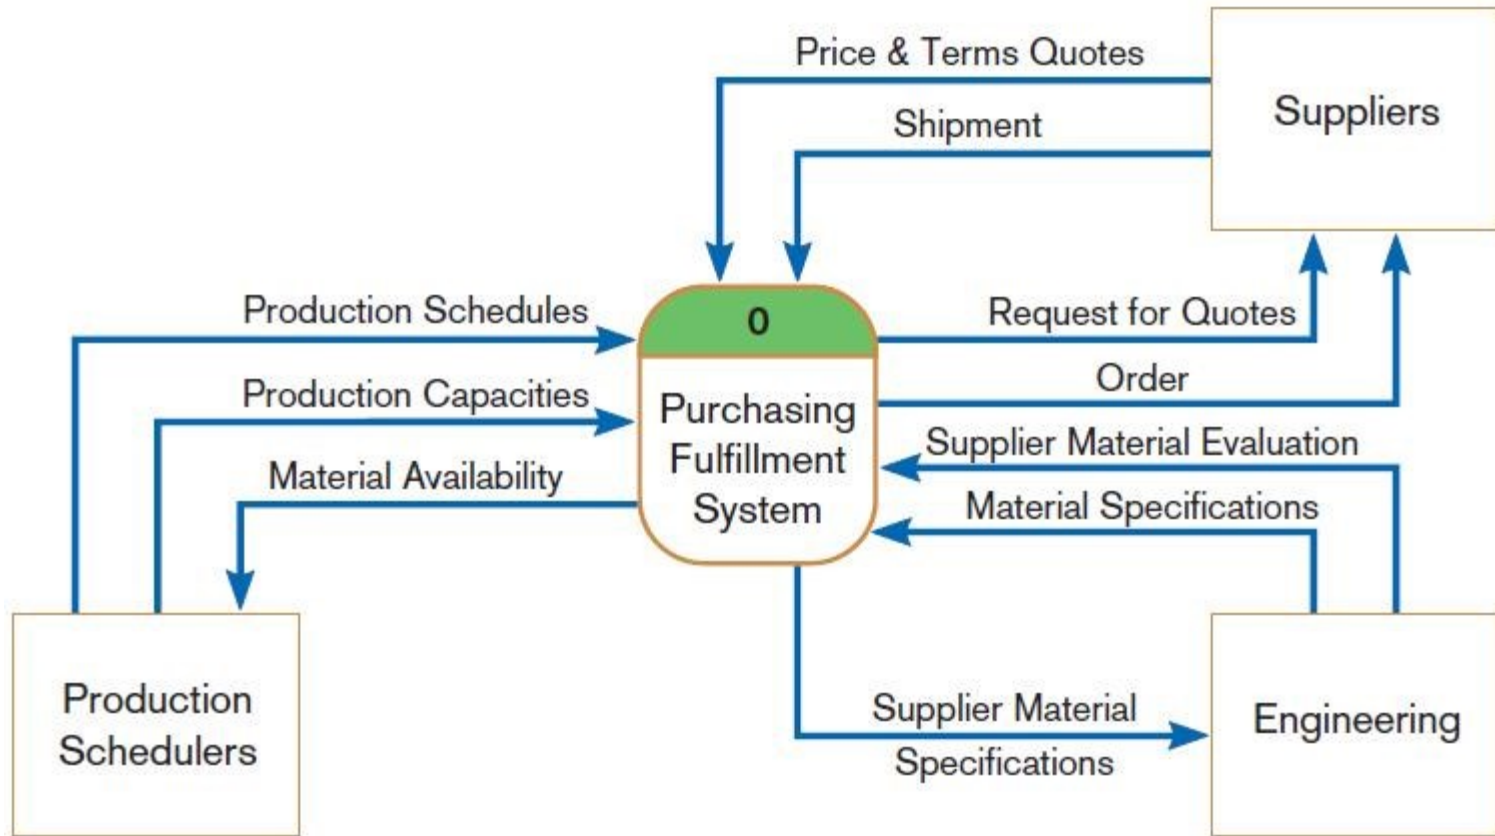 Price & Terms Quotes
Suppliers
Shipment
Production Schedules
0
Request for Quotes
Production Capacities
Order
Purchasing
Fulfillment
System
Supplier Material Evaluation
Material Availability
Material Specifications
Production
Schedulers
Supplier Material
Specifications
Engineering